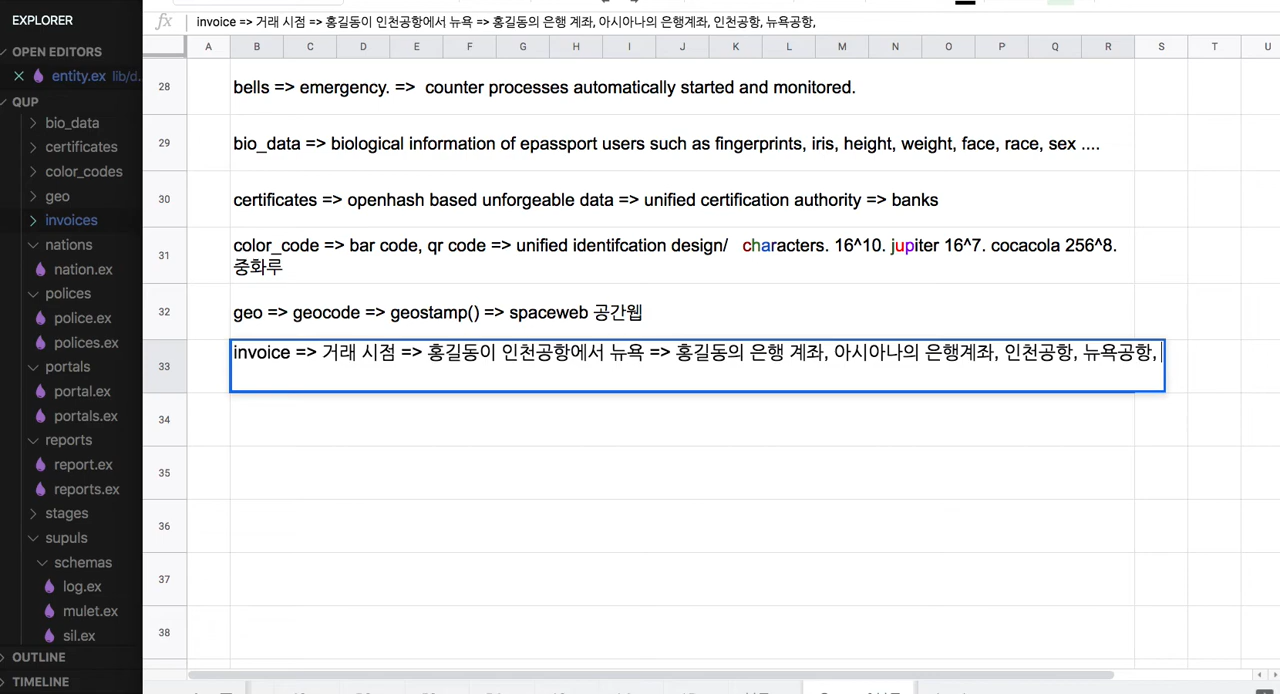 EXPLORER
OPEN EDITORS
entity.ex lib/d...
QUP
bio_data
certificates
color_codes
geo
invoices
nations
nation.ex
polices
police.ex
polices.ex
portals
portal.ex
portals.ex
reports
report.ex
reports.ex
stages
supuls
schemas
log.ex
mulet.ex
sil.ex
OUTLINE
TIMELINE
fx invoice => 거래 시점 => 홍길동이 인천공항에서 뉴욕 => 홍길동의 은행 계좌, 아시아나의 은행계좌, 인천공항, 뉴욕공항,
A B C D E F G H I J K L M N O P Q R S T U
28 bells => emergency. => counter processes automatically started and monitored.
29 bio_data => biological information of epassport users such as fingerprints, iris, height, weight, face, race, sex ....
30 certificates => openhash based unforgeable data => unified certification authority => banks
31 color_code => bar code, qr code => unified identifcation design/ characters. 16^10. jupiter 16^7. cocacola 256^8.
중화루
32 geo => geocode => geostamp() => spaceweb 공간웹
33 invoice => 거래 시점 => 홍길동이 인천공항에서 뉴욕 => 홍길동의 은행 계좌, 아시아나의 은행계좌, 인천공항, 뉴욕공항,
34
35
36
37
38